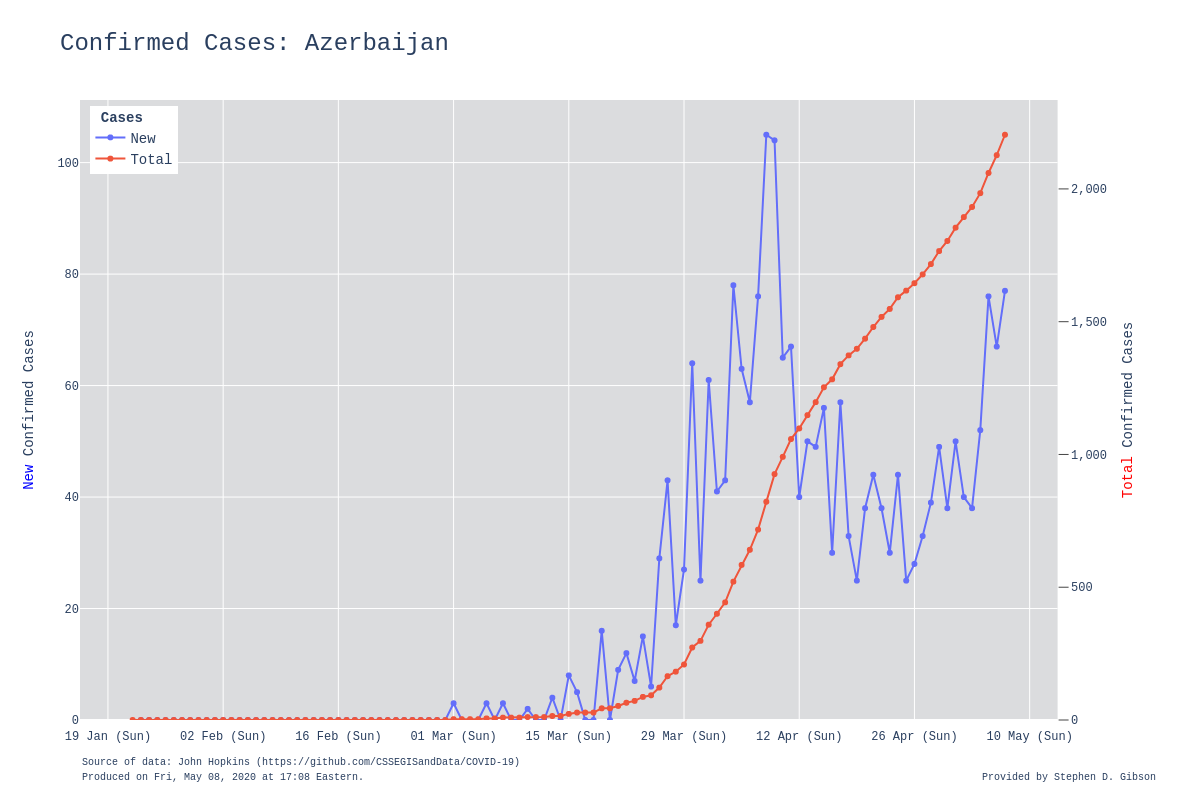 Confirmed Cases: Azerbaijan
Cases
New
Total
100
80
60
40
20
0
2,000
1,500
1,000
500
0
New Confirmed Cases
Total Confirmed Cases
19 Jan (Sun)
02 Feb (Sun)
16 Feb (Sun)
01 Mar (Sun)
15 Mar (Sun)
29 Mar (Sun)
12 Apr (Sun)
26 Apr (Sun)
10 May (Sun)
Source of data: John Hopkins (https://github.com/CSSEGISandData/COVID-19)
Produced on Fri, May 08, 2020 at 17:08 Eastern.
Provided by Stephen D. Gibson